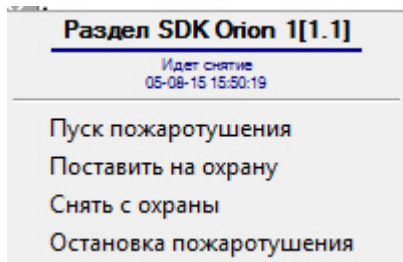 Раздел SDK Orion 1[1.1]
Идет снятие
05-08-15 15:50:19
Пуск пожаротушения
Поставить на охрану
Снять с охраны
Остановка пожаротушения